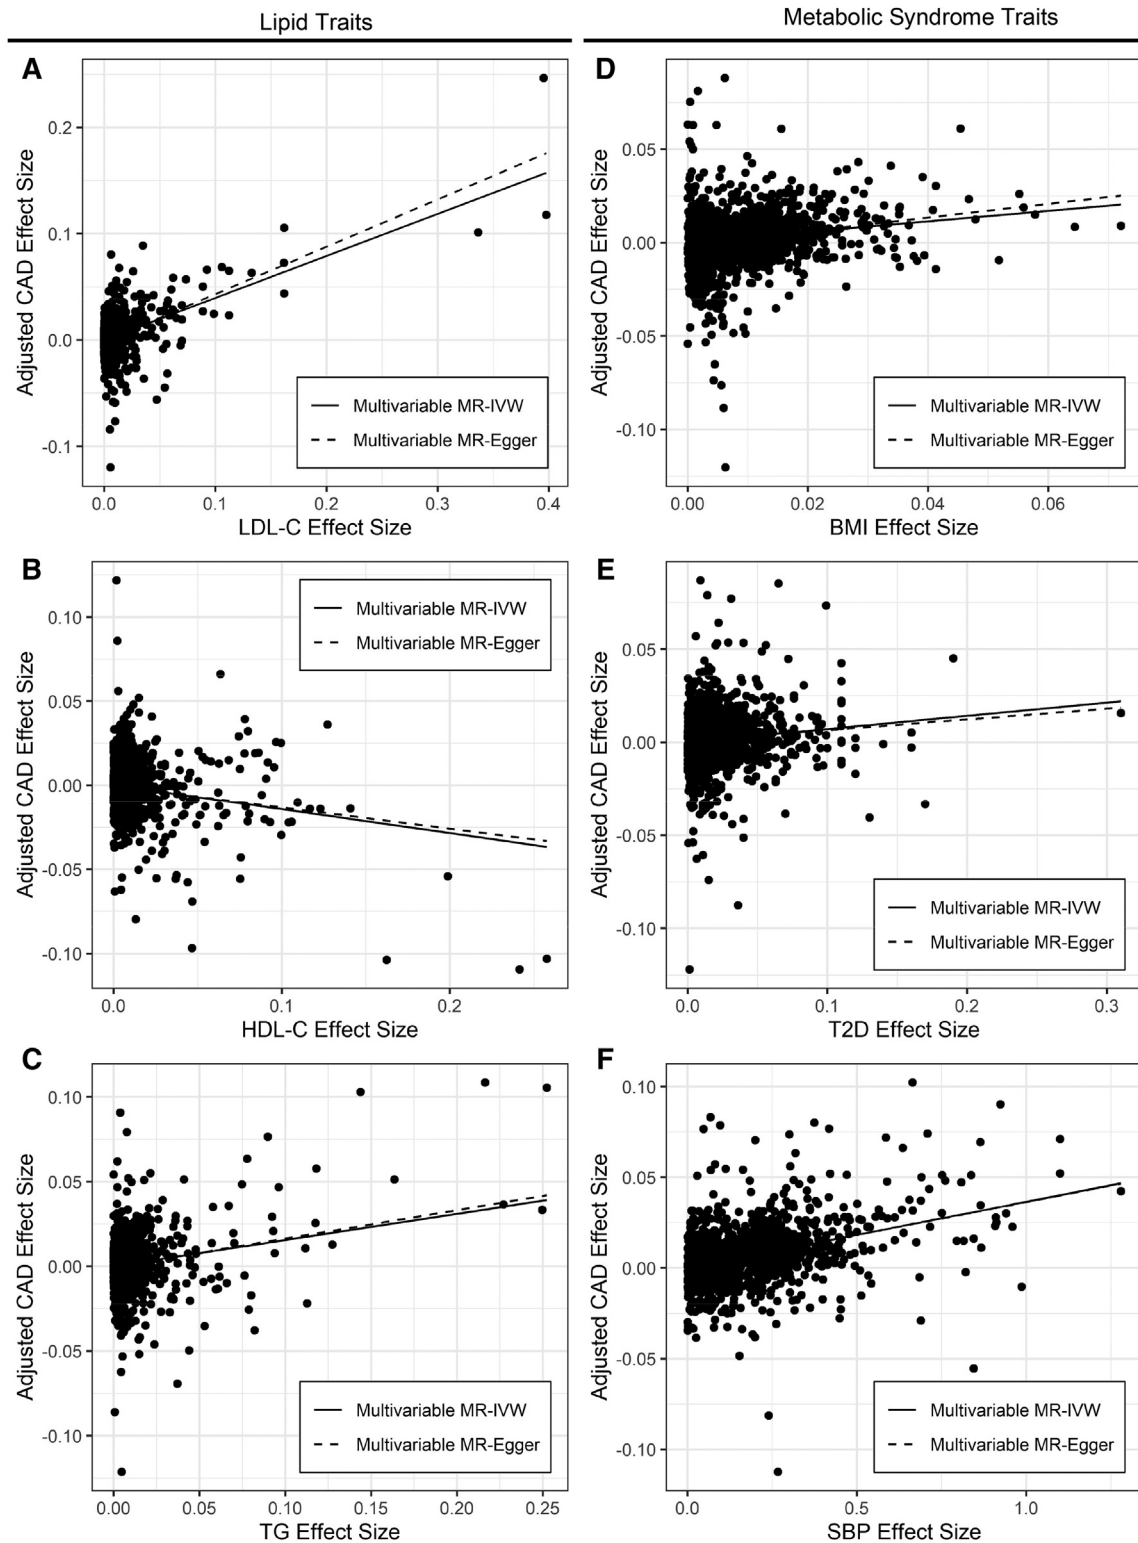 Lipid Traits
Metabolic Syndrome Traits
A
Adjusted CAD Effect Size
0.2
0.1
0.0
-0.1
Multivariable MR-IVW
Multivariable MR-Egger
0.0 0.1 0.2 0.3 0.4
LDL-C Effect Size
D
Adjusted CAD Effect Size
0.05
0.00
-0.05
-0.10
Multivariable MR-IVW
Multivariable MR-Egger
0.00 0.02 0.04 0.06
BMI Effect Size
B
Adjusted CAD Effect Size
0.10
0.05
0.00
-0.05
-0.10
Multivariable MR-IVW
Multivariable MR-Egger
0.0 0.1 0.2
HDL-C Effect Size
E
Adjusted CAD Effect Size
0.05
0.00
-0.05
-0.10
Multivariable MR-IVW
Multivariable MR-Egger
0.0 0.1 0.2 0.3
T2D Effect Size
C
Adjusted CAD Effect Size
0.10
0.05
0.00
-0.05
-0.10
Multivariable MR-IVW
Multivariable MR-Egger
0.00 0.05 0.10 0.15 0.20 0.25
TG Effect Size
F
Adjusted CAD Effect Size
0.10
0.05
0.00
-0.05
-0.10
Multivariable MR-IVW
Multivariable MR-Egger
0.0 0.5 1.0
SBP Effect Size